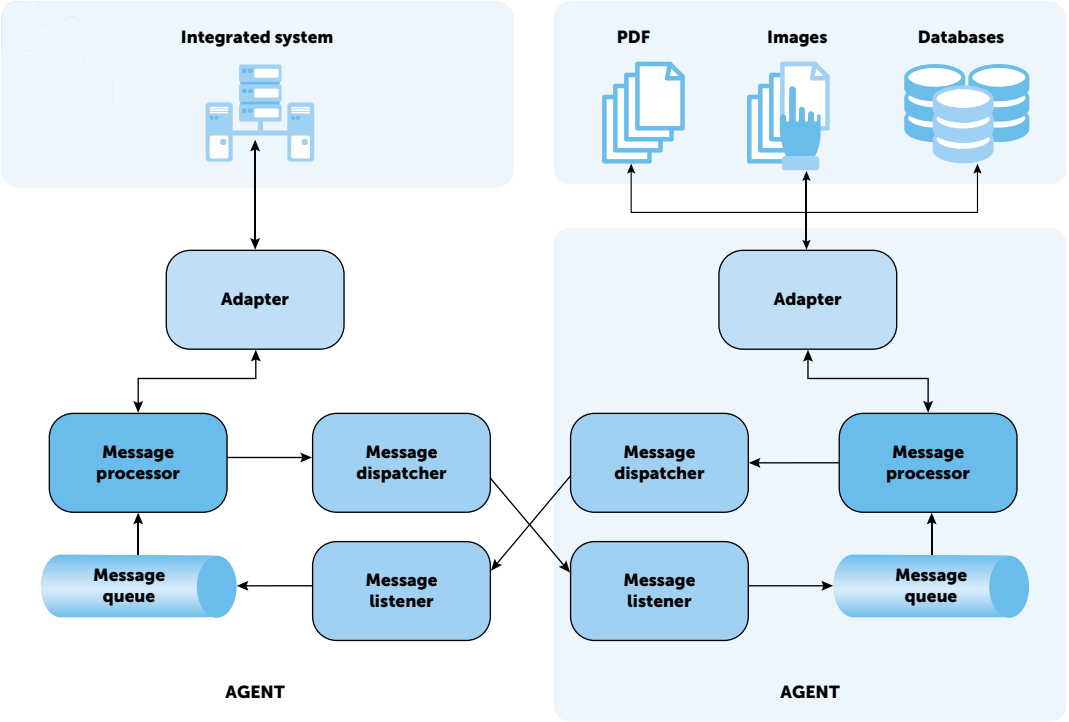 Integrated system
PDF
Images
Databases
Adapter
Adapter
Message
processor
Message
dispatcher
Message
dispatcher
Message
processor
Message
queue
Message
listener
Message
listener
Message
queue
AGENT
AGENT